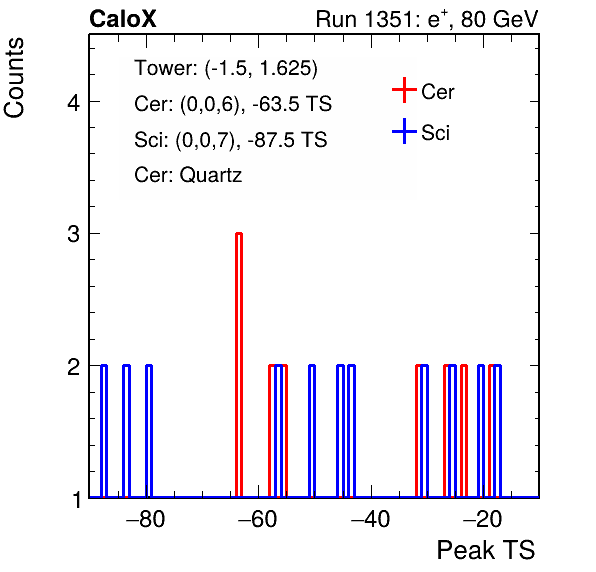 CaloX Run 1351: e⁺, 80 GeV
Counts
Tower: (-1.5, 1.625)
Cer: (0,0,6), -63.5 TS
Sci: (0,0,7), -87.5 TS
Cer: Quartz
Cer
Sci
4
3
2
1
−80 −60 −40 −20
Peak TS